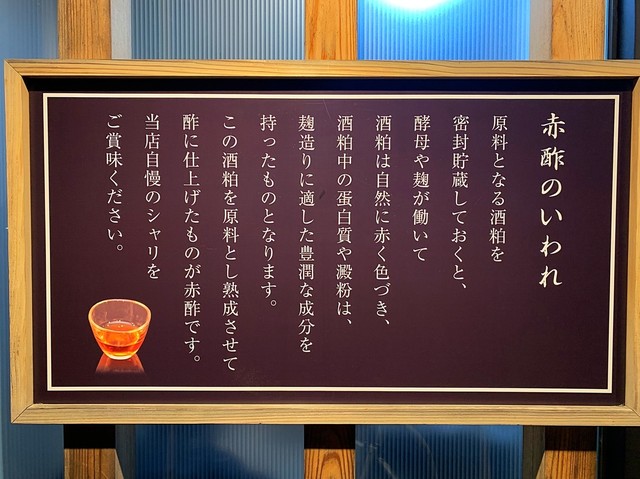 赤酢のいわれ
原料となる酒粕を
密封貯蔵しておくと、
酵母や麹が働いて
酒粕は自然に赤く色づき、
酒粕中の蛋白質や澱粉は、
麹造りに適した豊潤な成分を
持ったものとなります。
この酒粕を原料とし熟成させて
酢に仕上げたものが赤酢です。
当店自慢のシャリを
ご賞味ください。